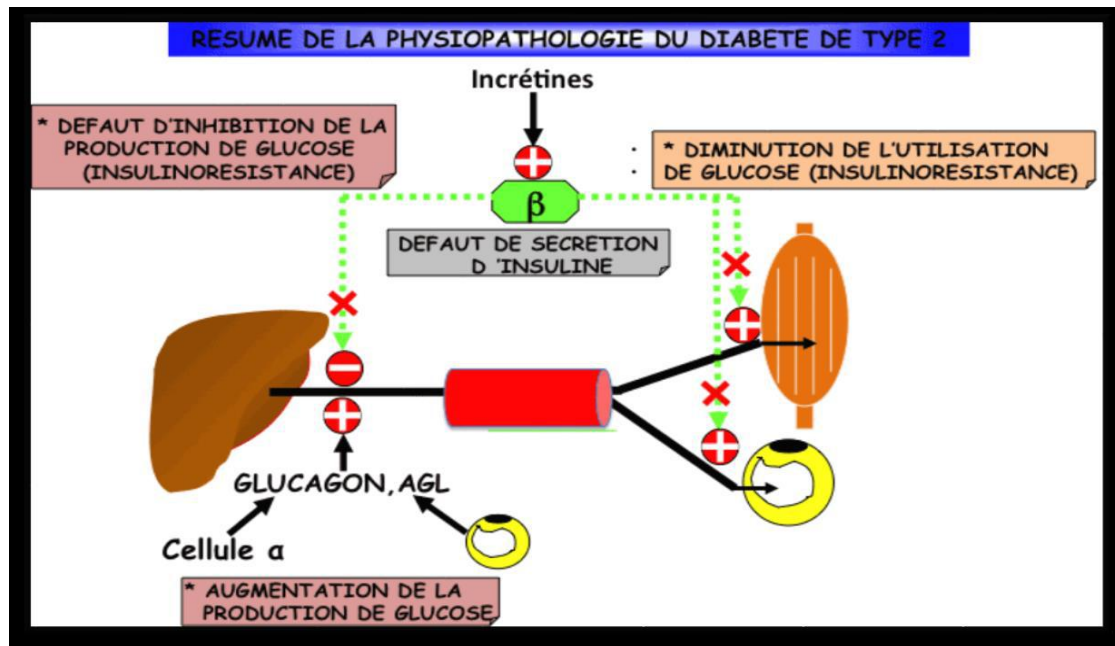 RESUME DE LA PHYSIOPATHOLOGIE DU DIABETE DE TYPE 2
Incrétines
* DEFAUT D'INHIBITION DE LA
PRODUCTION DE GLUCOSE
(INSULINORESISTANCE)
* DIMINUTION DE L'UTILISATION
DE GLUCOSE (INSULINORESISTANCE)
β
DEFAUT DE SECRETION
D 'INSULINE
GLUCAGON, AGL
Cellule α
* AUGMENTATION DE LA
PRODUCTION DE GLUCOSE